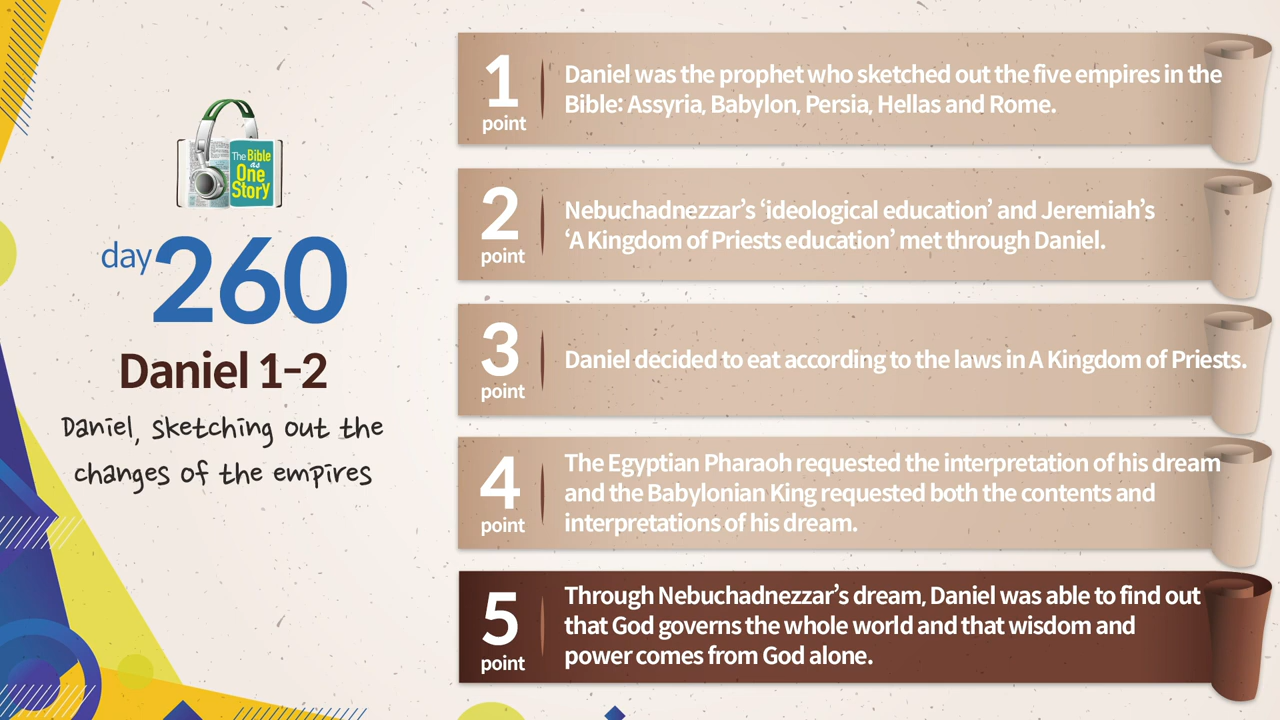 The Bible
as
One
Story
day 260
Daniel 1-2
Daniel, sketching out the
changes of the empires
1
point
Daniel was the prophet who sketched out the five empires in the
Bible: Assyria, Babylon, Persia, Hellas and Rome.
2
point
Nebuchadnezzar's 'ideological education' and Jeremiah's
'A Kingdom of Priests education' met through Daniel.
3
point
Daniel decided to eat according to the laws in A Kingdom of Priests.
4
point
The Egyptian Pharaoh requested the interpretation of his dream
and the Babylonian King requested both the contents and
interpretations of his dream.
5
point
Through Nebuchadnezzar's dream, Daniel was able to find out
that God governs the whole world and that wisdom and
power comes from God alone.